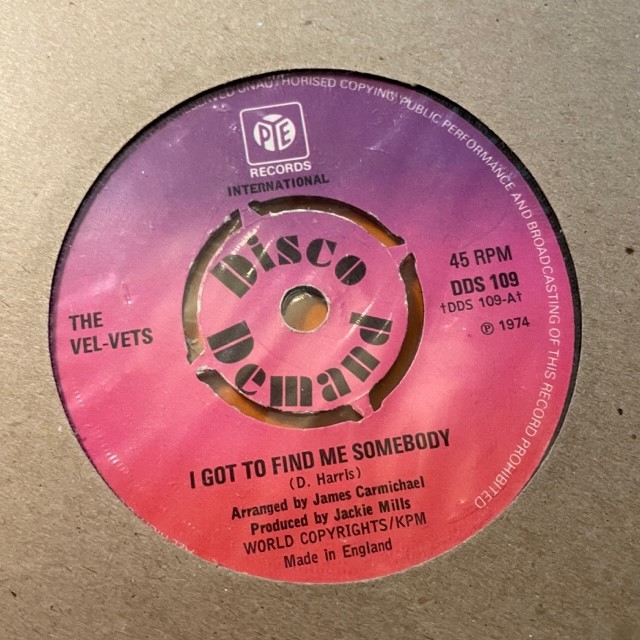 UNAUTHORISED COPYING PUBLIC PERFORMANCE AND BROADCASTING OF THIS RECORD PROHIBITED
PYE
RECORDS
INTERNATIONAL
Disco
Demand
THE
VEL-VETS
45 RPM
DDS 109
†DDS 109-A†
℗ 1974
I GOT TO FIND ME SOMEBODY
(D. Harris)
Arranged by James Carmichael
Produced by Jackie Mills
WORLD COPYRIGHTS/KPM
Made in England